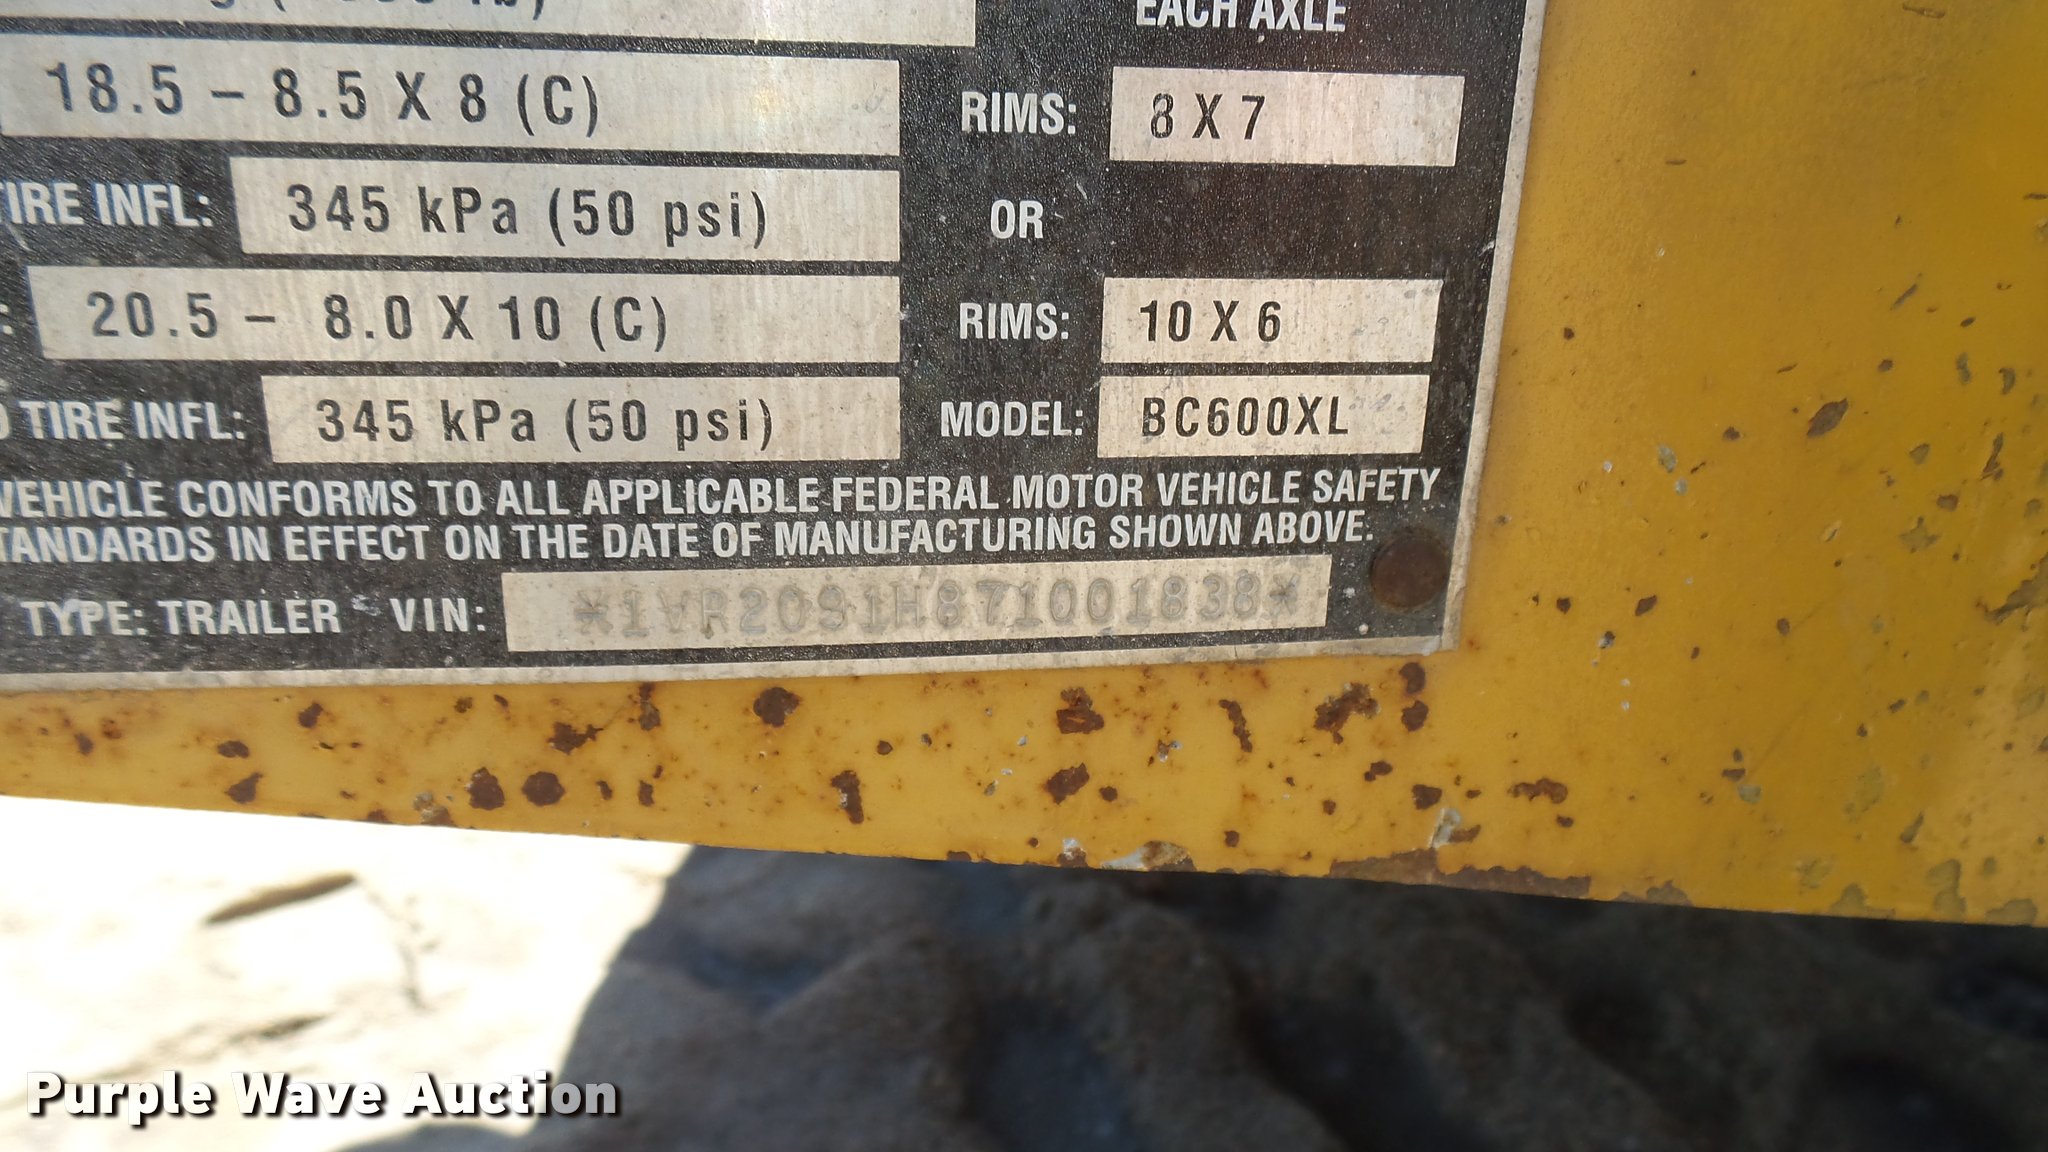 lb)
EACH AXLE
18.5 – 8.5 X 8 (C) RIMS: 8 X 7
TIRE INFL: 345 kPa (50 psi) OR
: 20.5 – 8.0 X 10 (C) RIMS: 10 X 6
TIRE INFL: 345 kPa (50 psi) MODEL: BC600XL
VEHICLE CONFORMS TO ALL APPLICABLE FEDERAL MOTOR VEHICLE SAFETY
TANDARDS IN EFFECT ON THE DATE OF MANUFACTURING SHOWN ABOVE.
TYPE: TRAILER VIN: *1VR2091H871001838*
Purple Wave Auction